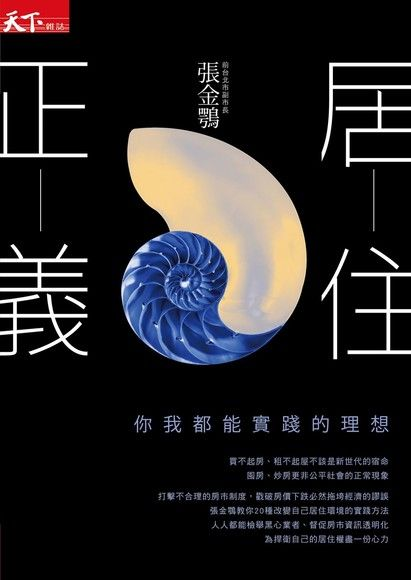 天下雜誌
居住
正義
前台北市副市長
張金鶚
你我都能實踐的理想
買不起房、租不起屋不該是新世代的宿命
囤房、炒房更非公平社會的正常現象
打擊不合理的房市制度，戳破房價下跌必然拖垮經濟的謬誤
張金鶚教你20種改變自己居住環境的實踐方法
人人都能檢舉黑心業者、督促房市資訊透明化
為捍衛自己的居住權盡一份心力